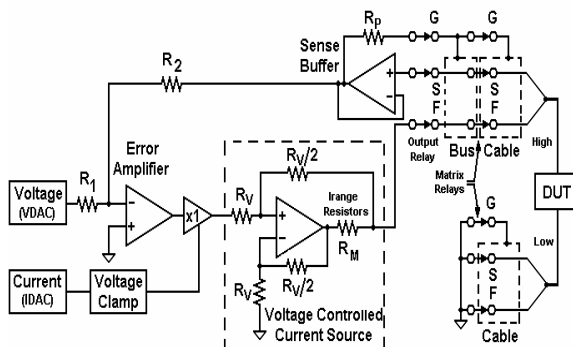 Rp
G
G
Sense
Buffer
R2
+
−
S
S
F
F
Error
Amplifier
Output
Relay
Bus
Cable
High
RV/2
Voltage
(VDAC)
R1
−
+
x1
RV
+
−
Irange
Resistors
RM
Matrix
Relays
DUT
G
Low
Current
(IDAC)
Voltage
Clamp
RV
RV/2
S
F
Voltage Controlled
Current Source
Cable